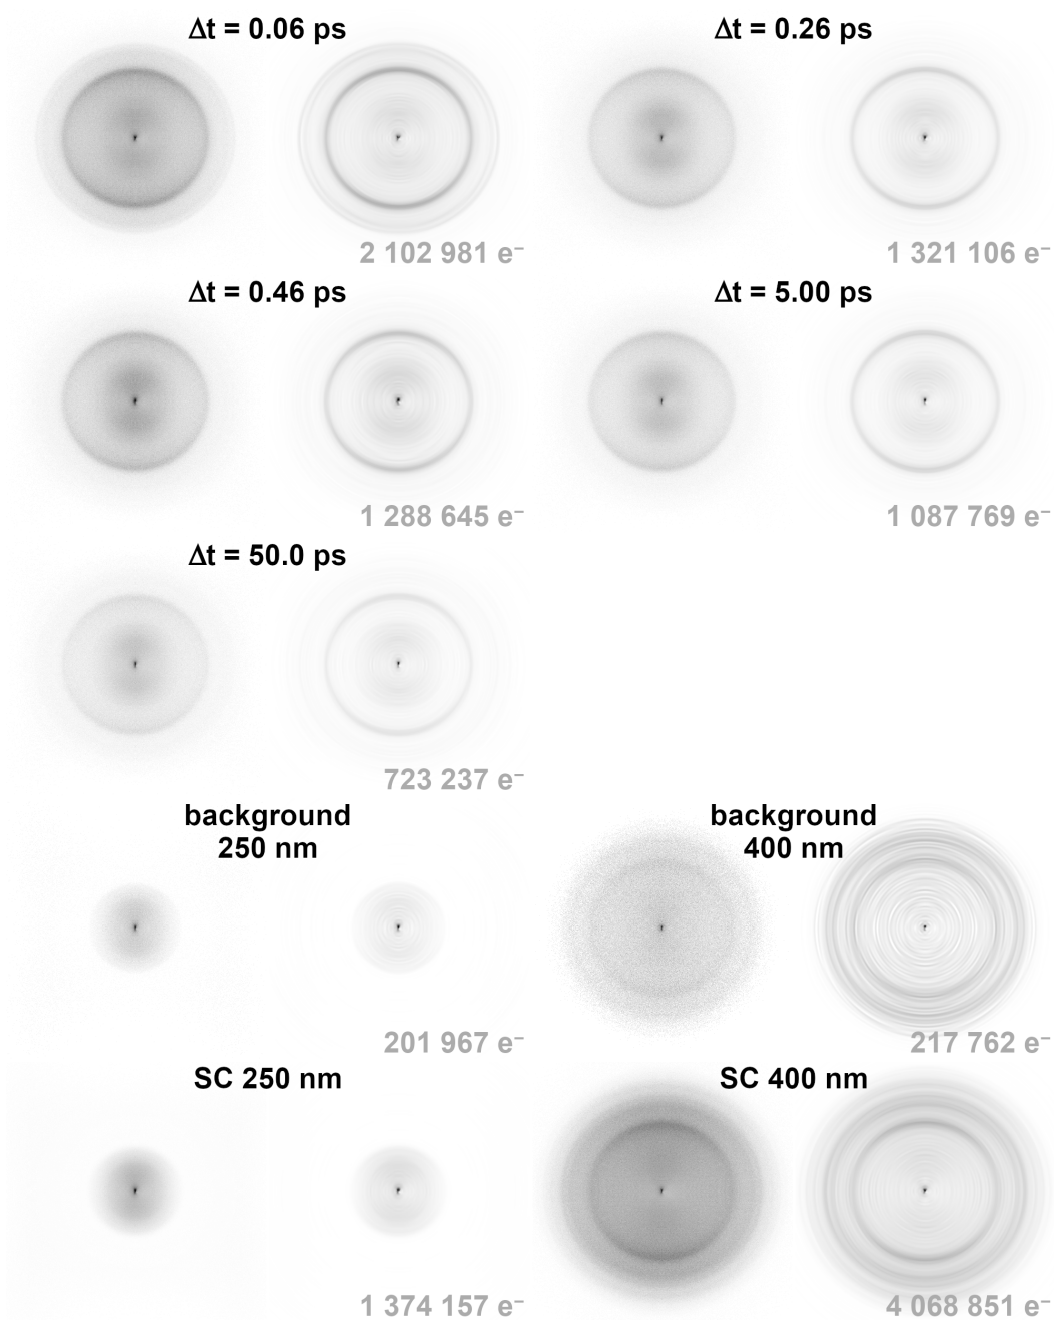 Δt = 0.06 ps
Δt = 0.26 ps
2 102 981 e⁻
1 321 106 e⁻
Δt = 0.46 ps
Δt = 5.00 ps
1 288 645 e⁻
1 087 769 e⁻
Δt = 50.0 ps
723 237 e⁻
background
250 nm
background
400 nm
201 967 e⁻
217 762 e⁻
SC 250 nm
SC 400 nm
1 374 157 e⁻
4 068 851 e⁻